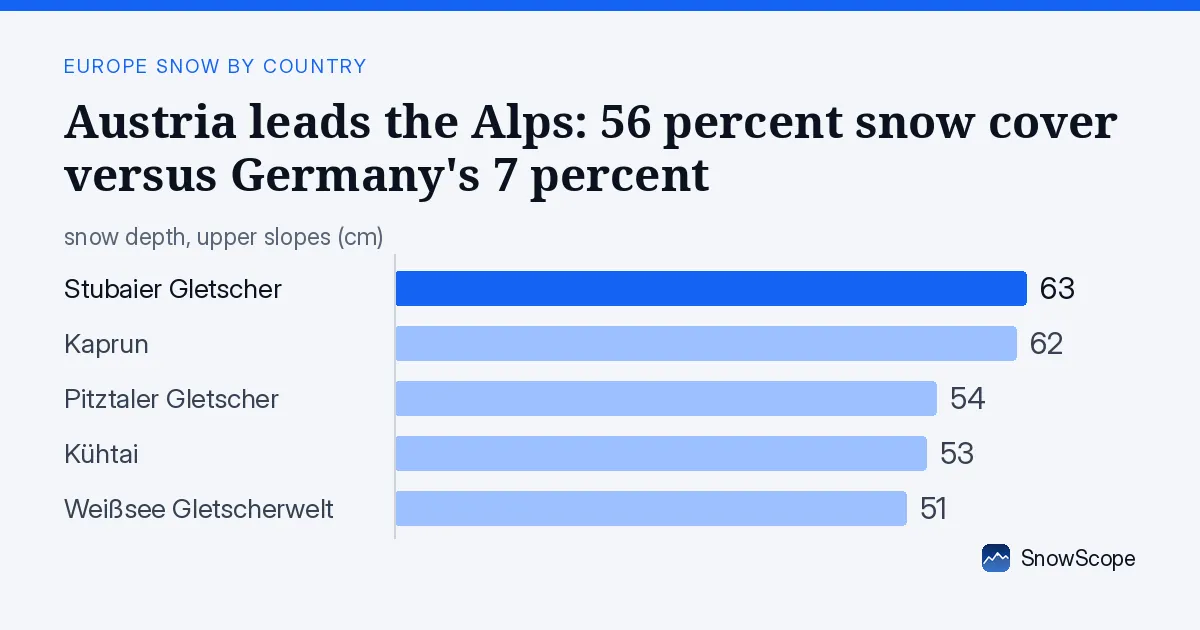 EUROPE SNOW BY COUNTRY
Austria leads the Alps: 56 percent snow cover
versus Germany's 7 percent
snow depth, upper slopes (cm)
Stubaier Gletscher 63
Kaprun 62
Pitztaler Gletscher 54
Kühtai 53
Weißsee Gletscherwelt 51
SnowScope